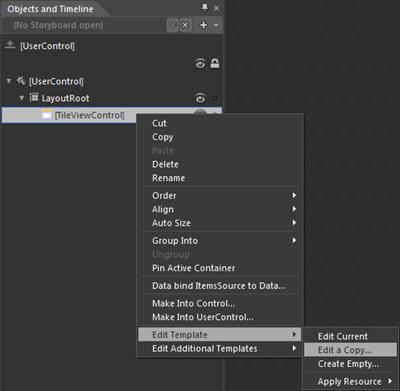 Objects and Timeline
(No Storyboard open)
[UserControl]
[UserControl]
LayoutRoot
[TileViewControl]
Cut
Copy
Paste
Delete
Rename
Order
Align
Auto Size
Group Into
Ungroup
Pin Active Container
Data bind ItemsSource to Data...
Make Into Control...
Make Into UserControl...
Edit Template
Edit Additional Templates
Edit Current
Edit a Copy...
Create Empty...
Apply Resource